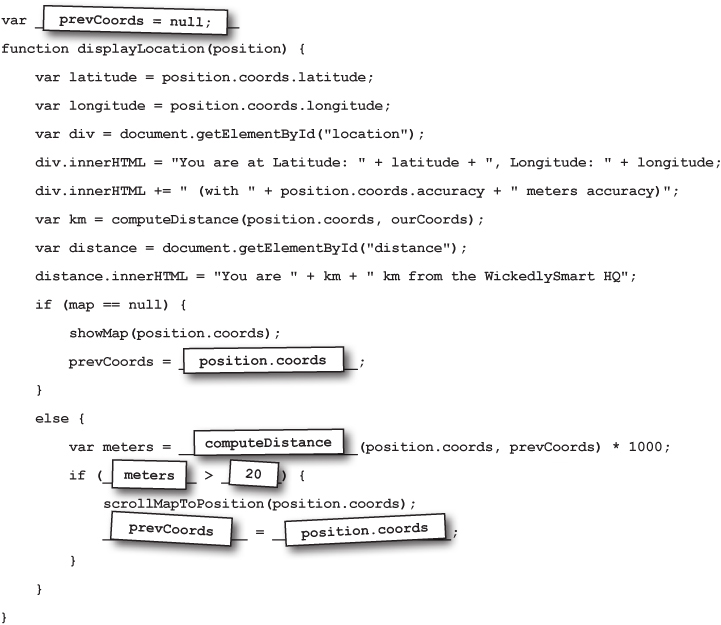 var prevCoords = null;
function displayLocation(position) {
var latitude = position.coords.latitude;
var longitude = position.coords.longitude;
var div = document.getElementById("location");
div.innerHTML = "You are at Latitude: " + latitude + ", Longitude: " + longitude;
div.innerHTML += " (with " + position.coords.accuracy + " meters accuracy)";
var km = computeDistance(position.coords, ourCoords);
var distance = document.getElementById("distance");
distance.innerHTML = "You are " + km + " km from the WickedlySmart HQ";
if (map == null) {
showMap(position.coords);
prevCoords = position.coords ;
}
else {
var meters = computeDistance (position.coords, prevCoords) * 1000;
if ( meters > 20 ) {
scrollMapToPosition(position.coords);
prevCoords = position.coords ;
}
}
}